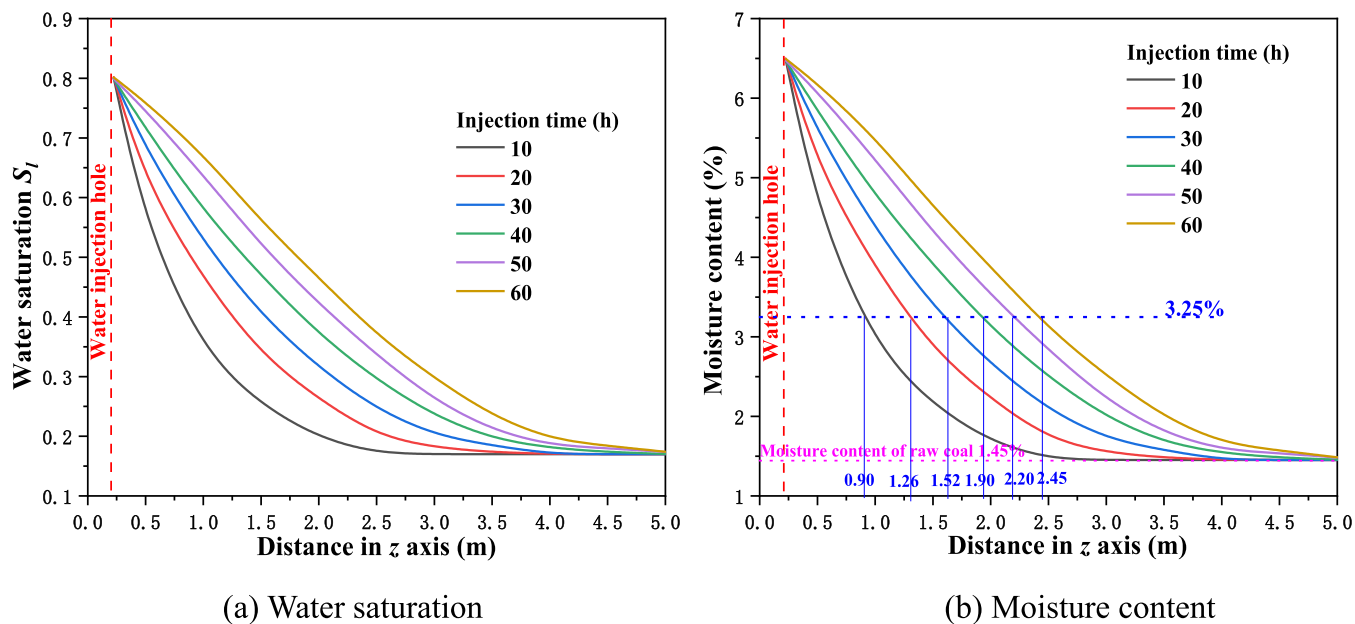 0.9
0.8
0.7
0.6
0.5
0.4
0.3
0.2
0.1
Water saturation S_l
Water injection hole
Injection time (h)
10
20
30
40
50
60
0.0 0.5 1.0 1.5 2.0 2.5 3.0 3.5 4.0 4.5 5.0
Distance in z axis (m)
(a) Water saturation
7
6
5
4
3
2
1
Moisture content (%)
Water injection hole
Injection time (h)
10
20
30
40
50
60
3.25%
Moisture content of raw coal 1.45%
0.90 1.26 1.52 1.90 2.20 2.45
0.0 0.5 1.0 1.5 2.0 2.5 3.0 3.5 4.0 4.5 5.0
Distance in z axis (m)
(b) Moisture content